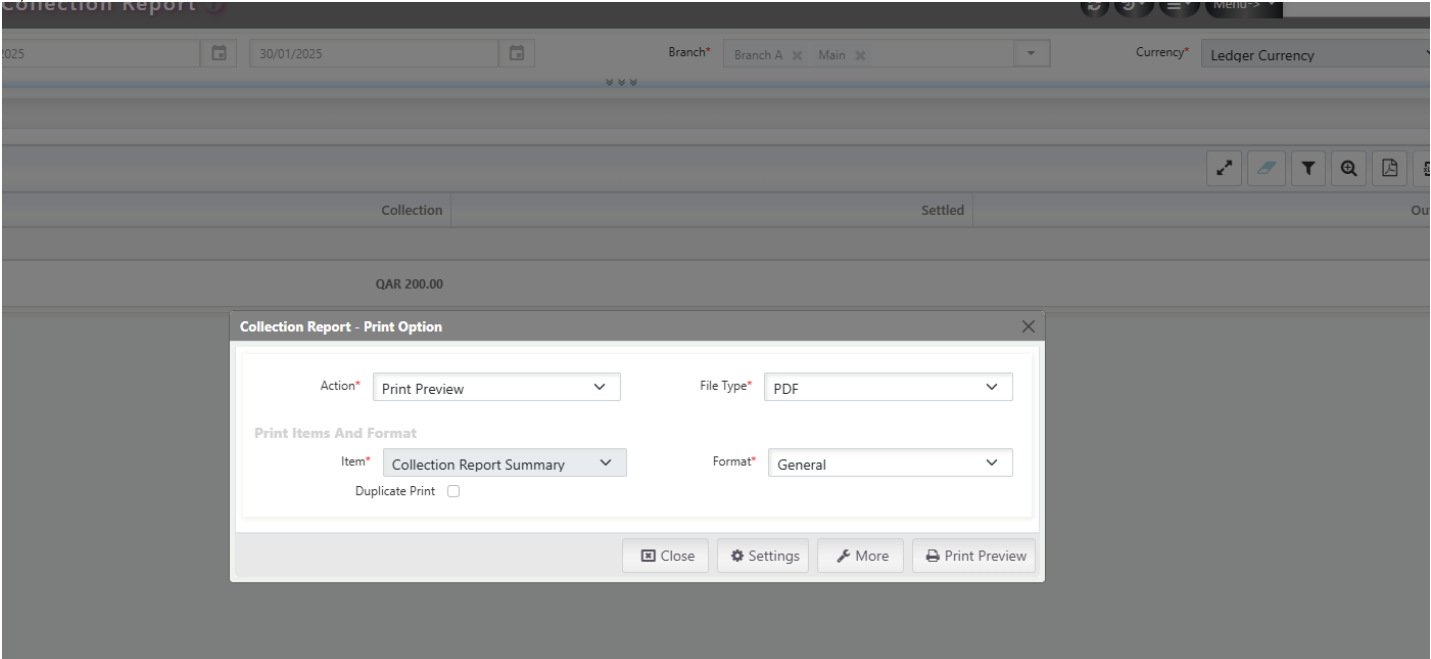 Collection Report
Menu->
2025 30/01/2025 Branch* Branch A Main Currency* Ledger Currency
Collection Settled
QAR 200.00
Collection Report - Print Option
Action* Print Preview File Type* PDF
Print Items And Format
Item* Collection Report Summary Format* General
Duplicate Print
Close Settings More Print Preview